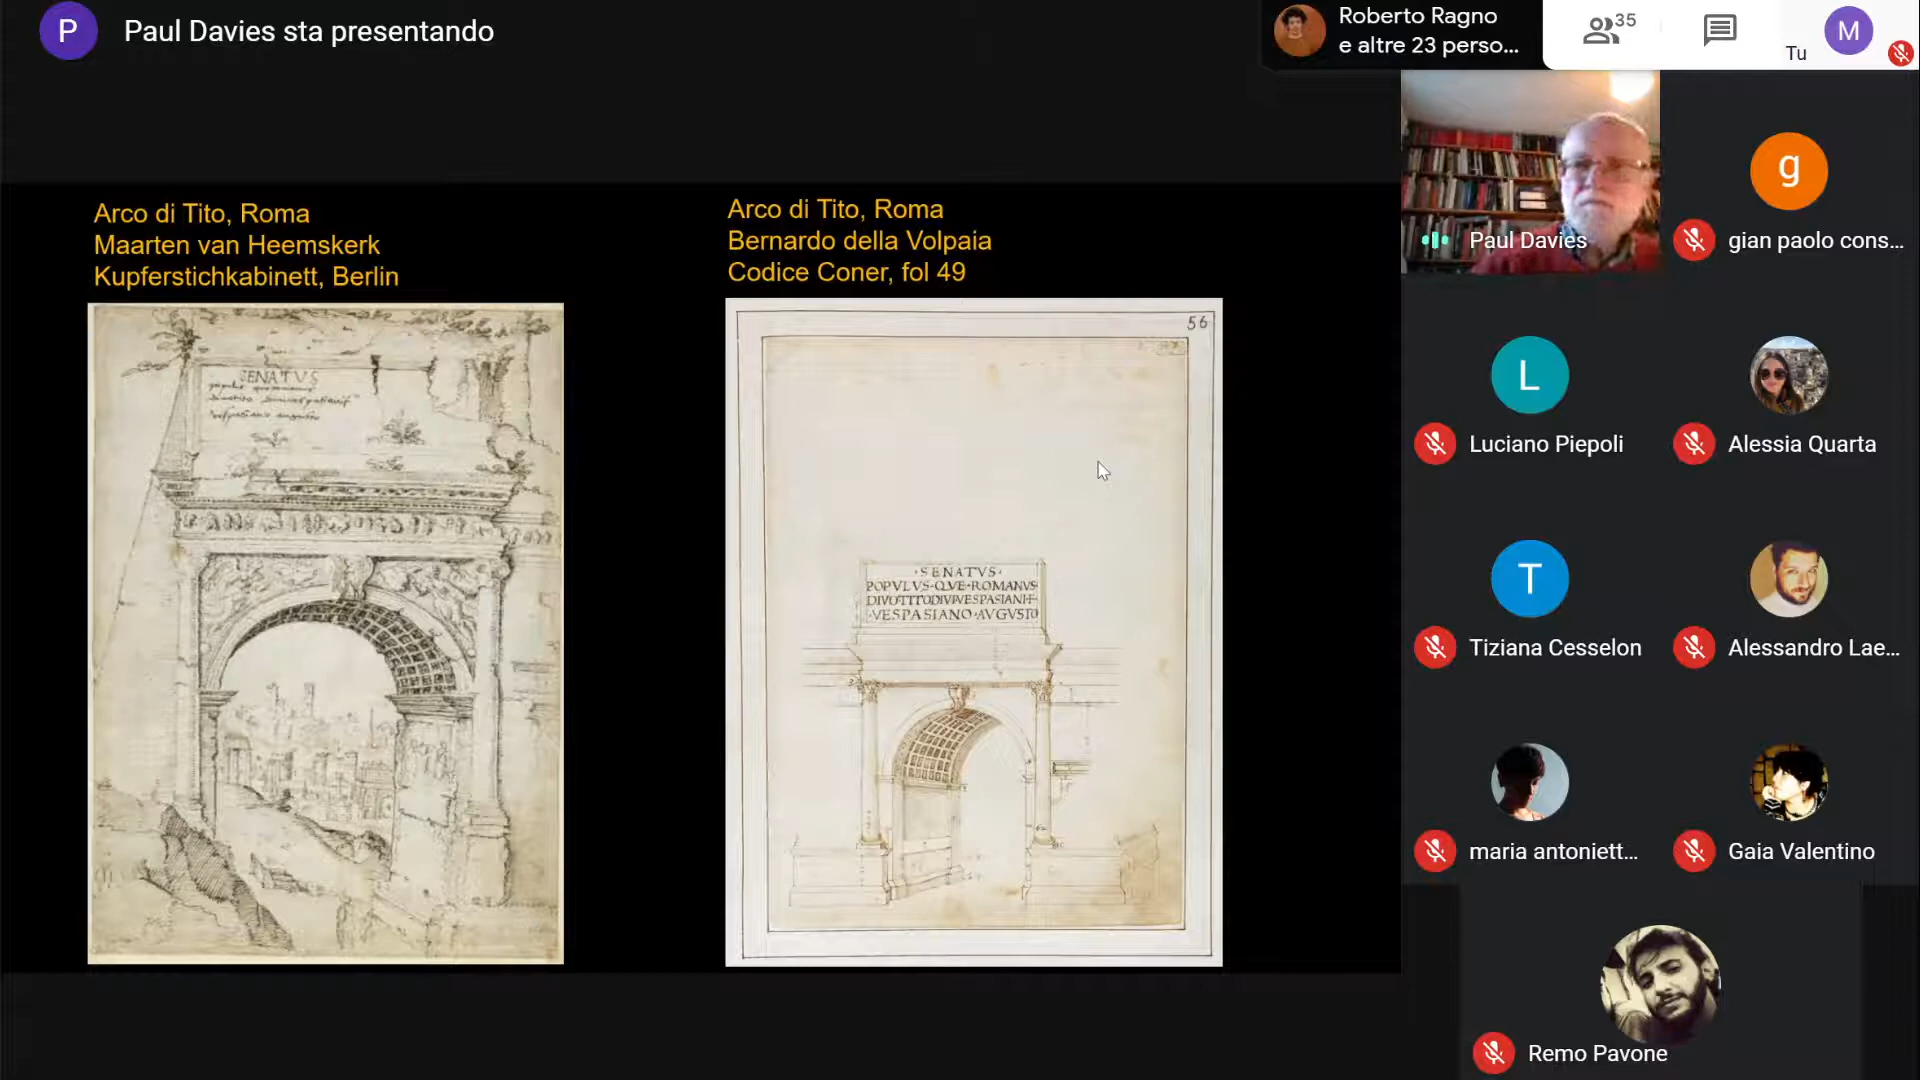 P
Paul Davies sta presentando
Roberto Ragno
e altre 23 perso...
35
Tu
M
Arco di Tito, Roma
Maarten van Heemskerk
Kupferstichkabinett, Berlin
Arco di Tito, Roma
Bernardo della Volpaia
Codice Coner, fol 49
SENATVS
56
·SENATVS·
POPVLVS·QVE·ROMANVS
DIVOTITODIVIVESPASIANI·F·
·VESPASIANO·AVGVSTO
Paul Davies
g
gian paolo cons...
L
Luciano Piepoli
Alessia Quarta
T
Tiziana Cesselon
Alessandro Lae...
maria antoniett...
Gaia Valentino
Remo Pavone